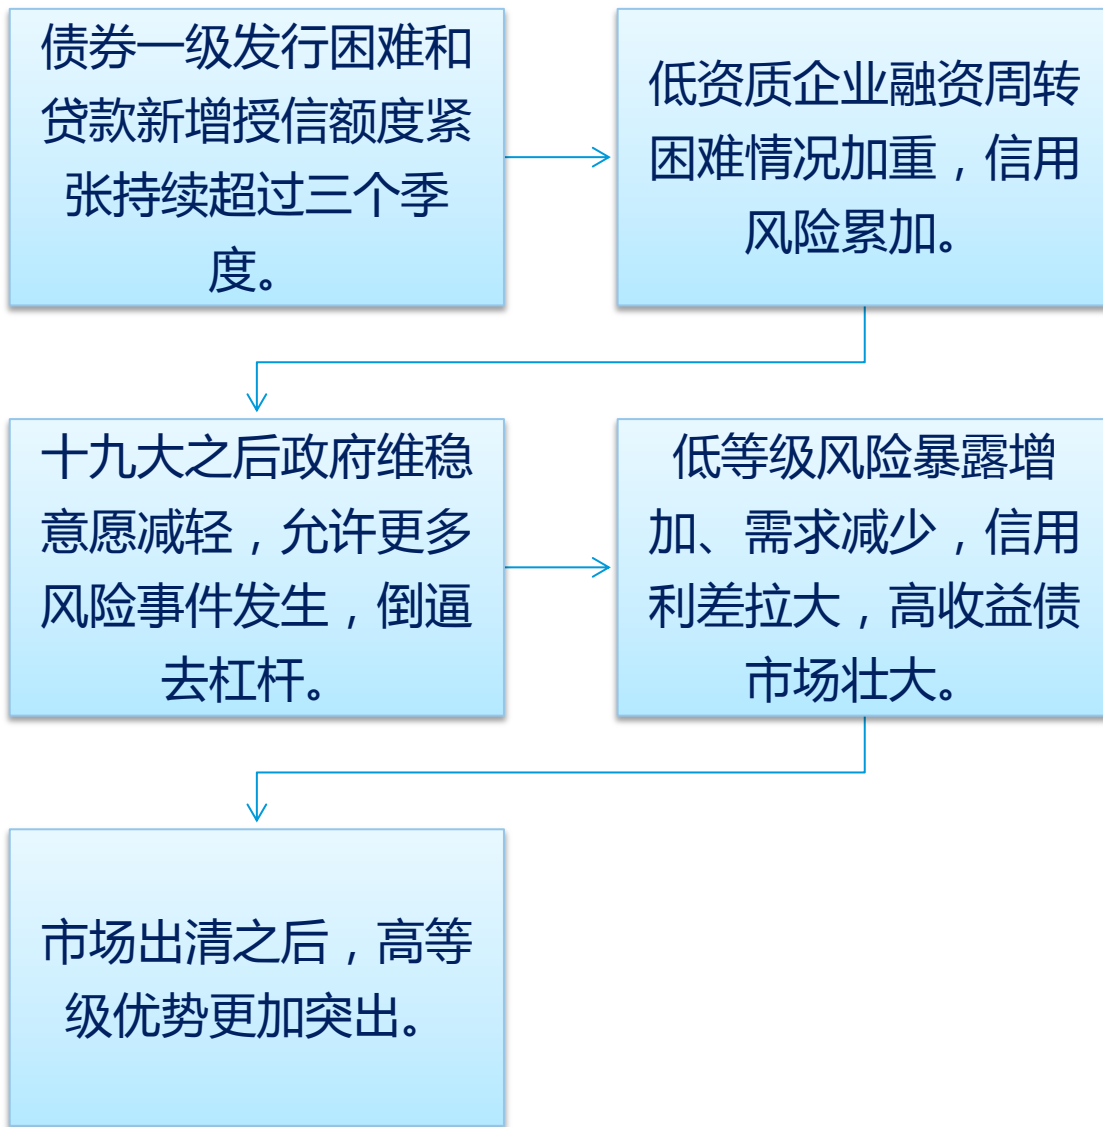 债券一级发行困难和
贷款新增授信额度紧
张持续超过三个季
度。
低资质企业融资周转
困难情况加重，信用
风险累加。
十九大之后政府维稳
意愿减轻，允许更多
风险事件发生，倒逼
去杠杆。
低等级风险暴露增
加、需求减少，信用
利差拉大，高收益债
市场壮大。
市场出清之后，高等
级优势更加突出。